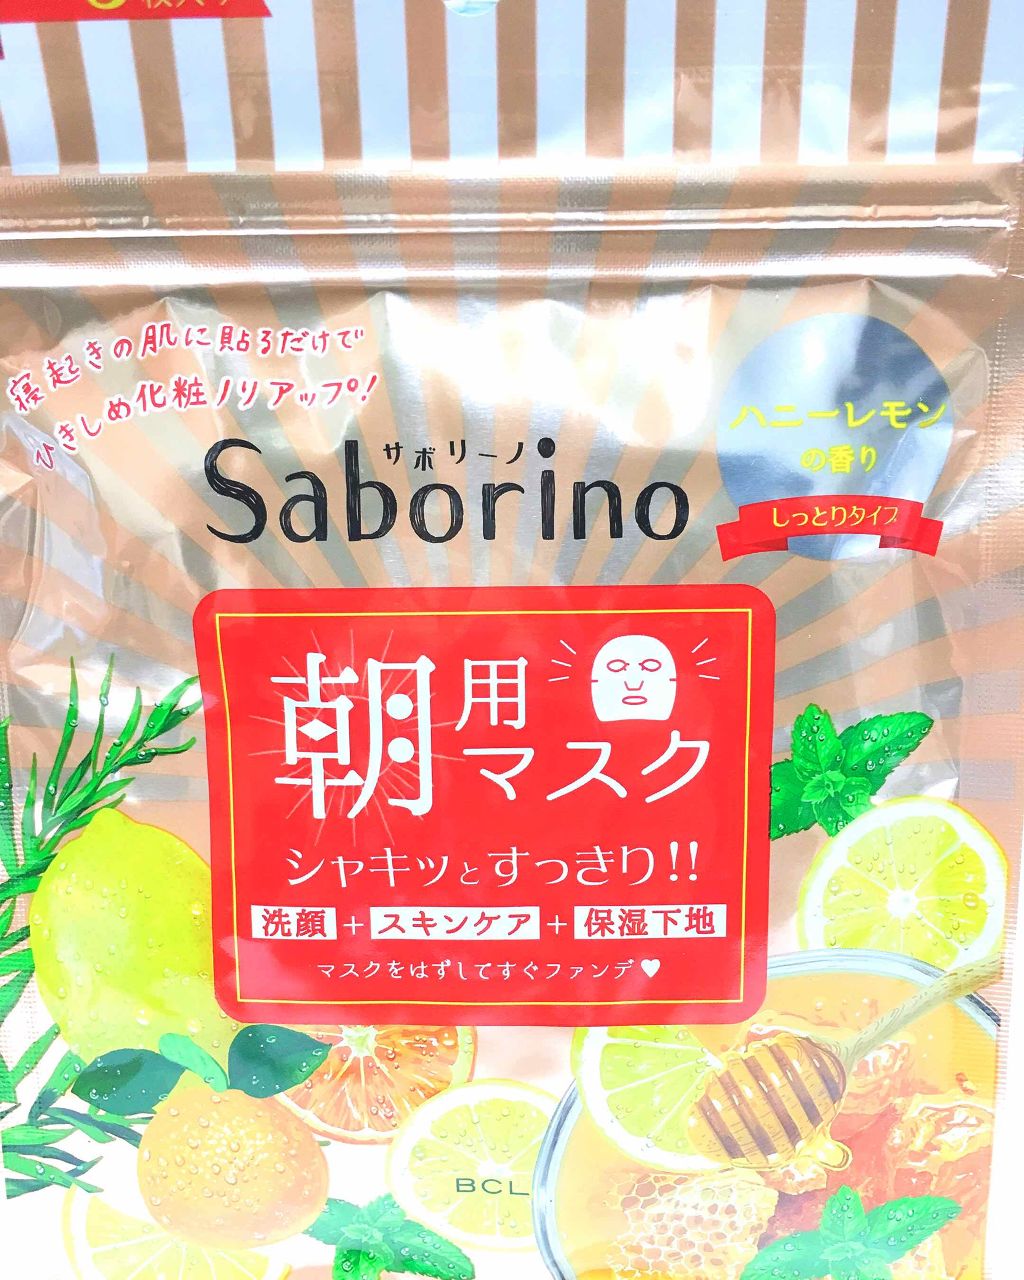 寝起きの肌に貼るだけで
ひきしめ化粧ノリアップ!
サボリーノ
Saborino
ハニーレモン
の香り
しっとりタイプ
朝用
マスク
シャキッとすっきり!!
洗顔+スキンケア+保湿下地
マスクをはずしてすぐファンデ♥
BCL